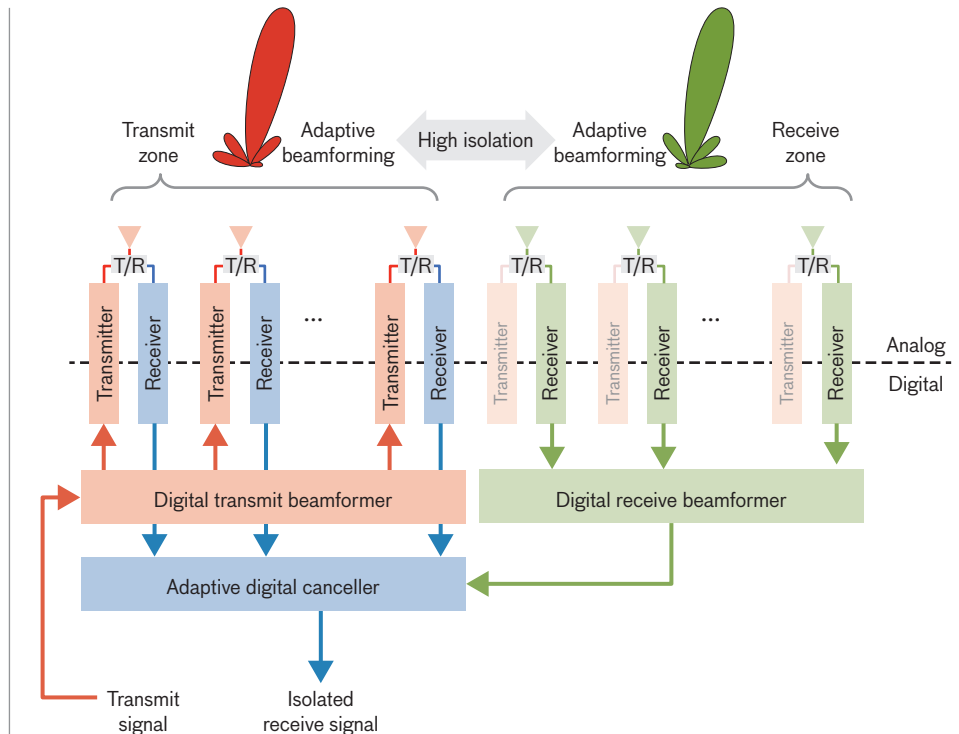 Transmit
zone
Adaptive
beamforming
High isolation
Adaptive
beamforming
Receive
zone
T/R
T/R
T/R
T/R
T/R
T/R
Transmitter
Receiver
Transmitter
Receiver
...
Transmitter
Receiver
Transmitter
Receiver
Transmitter
Receiver
...
Transmitter
Receiver
Analog
Digital
Digital transmit beamformer
Digital receive beamformer
Adaptive digital canceller
Transmit
signal
Isolated
receive signal